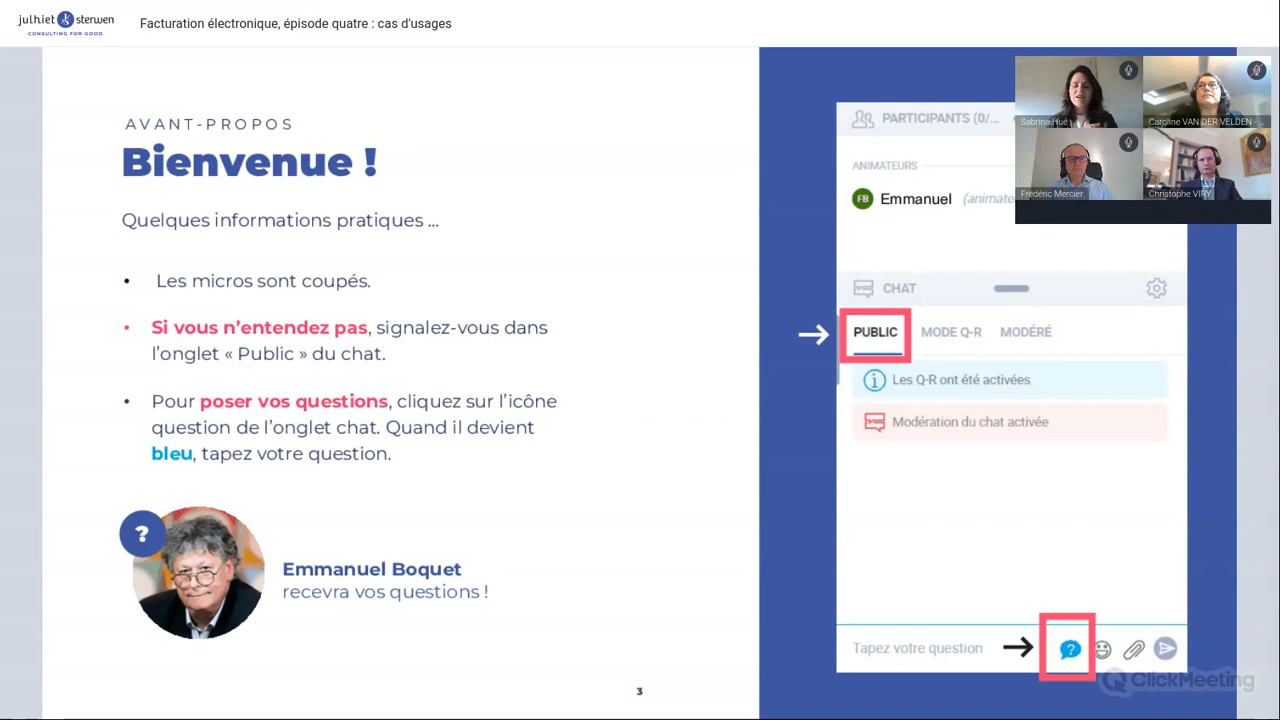 julhiet sterwen
CONSULTING FOR GOOD
Facturation électronique, épisode quatre : cas d'usages
AVANT-PROPOS
Bienvenue !
Quelques informations pratiques ...
• Les micros sont coupés.
• Si vous n'entendez pas, signalez-vous dans
l'onglet « Public » du chat.
• Pour poser vos questions, cliquez sur l'icône
question de l'onglet chat. Quand il devient
bleu, tapez votre question.
?
Emmanuel Boquet
recevra vos questions !
3
PARTICIPANTS (0/...
ANIMATEURS
FB Emmanuel (animate
CHAT
PUBLIC MODE Q-R MODÉRÉ
Les Q-R ont été activées
Modération du chat activée
Tapez votre question
?
Sabrina Hué
Caroline VAN DER VELDEN - ...
Frédéric Mercier
Christophe VIRY
ClickMeeting